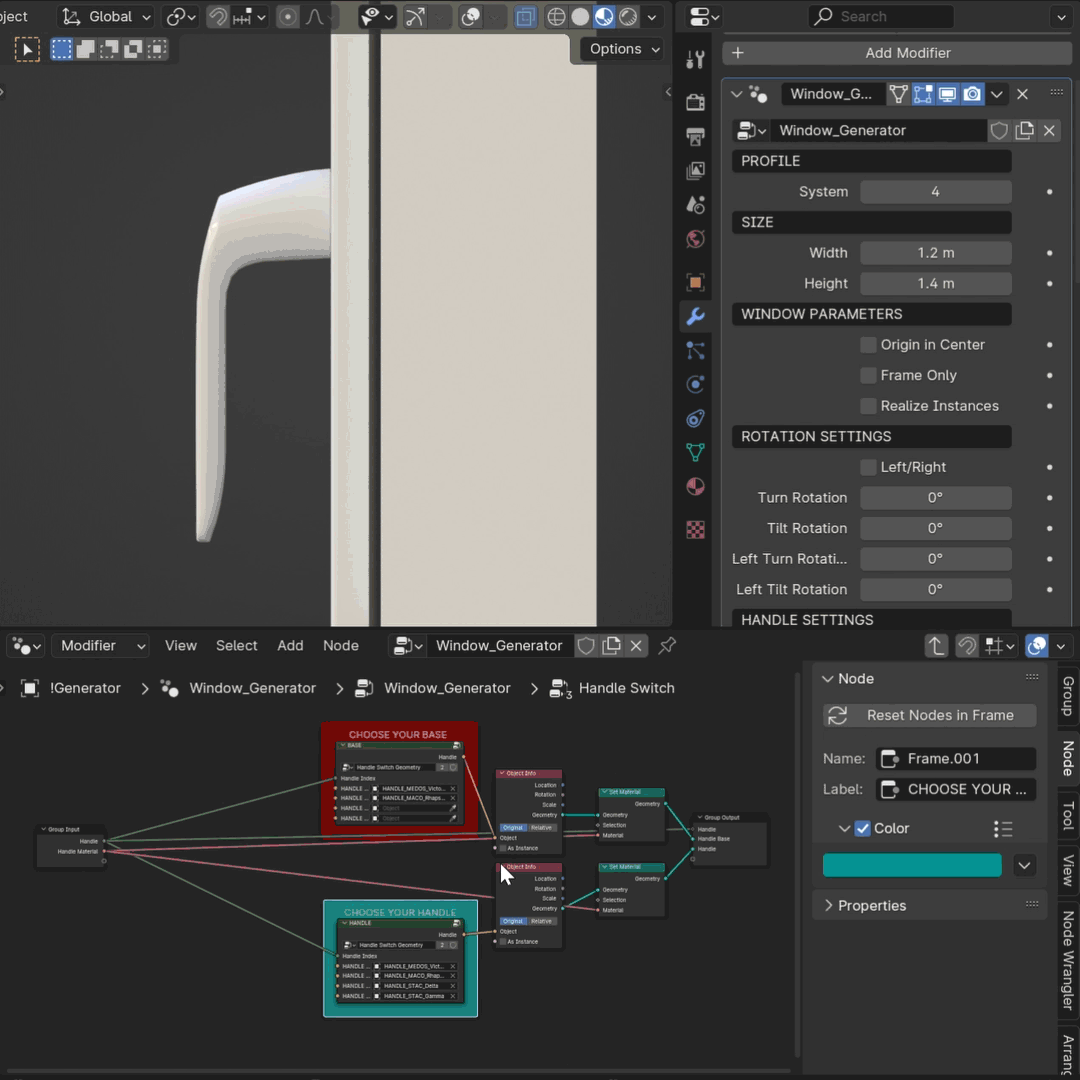 ject
Global
Options
Search
Add Modifier
Window_G...
Window_Generator
PROFILE
System 4
SIZE
Width 1.2 m
Height 1.4 m
WINDOW PARAMETERS
Origin in Center
Frame Only
Realize Instances
ROTATION SETTINGS
Left/Right
Turn Rotation 0°
Tilt Rotation 0°
Left Turn Rotati... 0°
Left Tilt Rotation 0°
HANDLE SETTINGS
Modifier View Select Add Node Window_Generator
!Generator Window_Generator Window_Generator 3 Handle Switch
CHOOSE YOUR BASE
BASE
Handle
Handle Switch Geometry 2
Handle Index
HANDLE ... HANDLE_MEDOS_Victo...
HANDLE ... HANDLE_MACO_Rhaps...
HANDLE ... Object
HANDLE ... Object
Group Input
Handle
Handle Material
Object Info
Location
Rotation
Scale
Geometry
Original Relative
Object
As Instance
Set Material
Geometry
Geometry
Selection
Material
Group Output
Handle
Handle Base
Handle
Object Info
Location
Rotation
Scale
Geometry
Original Relative
Object
As Instance
Set Material
Geometry
Geometry
Selection
Material
CHOOSE YOUR HANDLE
HANDLE
Handle
Handle Switch Geometry 2
Handle Index
HANDLE ... HANDLE_MEDOS_Vict...
HANDLE ... HANDLE_MACO_Rhap...
HANDLE ... HANDLE_STAC_Delta
HANDLE ... HANDLE_STAC_Gamma
Node
Reset Nodes in Frame
Name: Frame.001
Label: CHOOSE YOUR ...
Color
Properties
Group
Node
Tool
View
Node Wrangler
Arrang